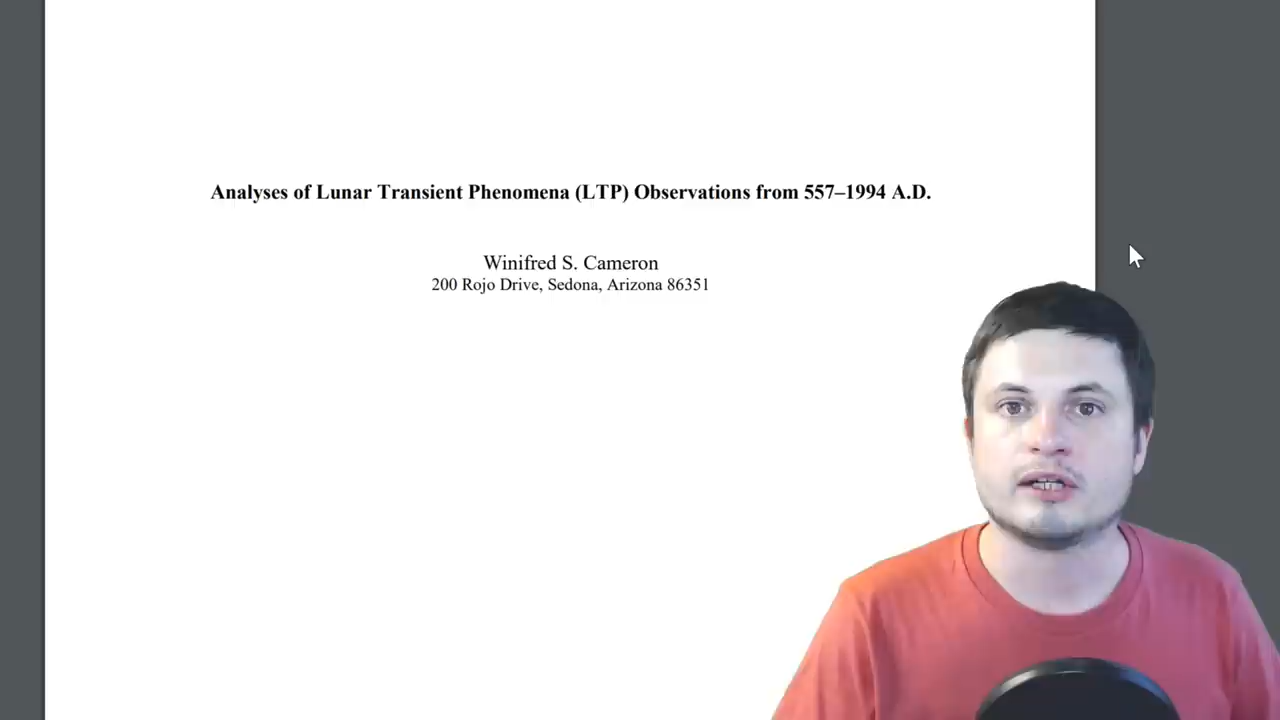 Analyses of Lunar Transient Phenomena (LTP) Observations from 557–1994 A.D.
Winifred S. Cameron
200 Rojo Drive, Sedona, Arizona 86351